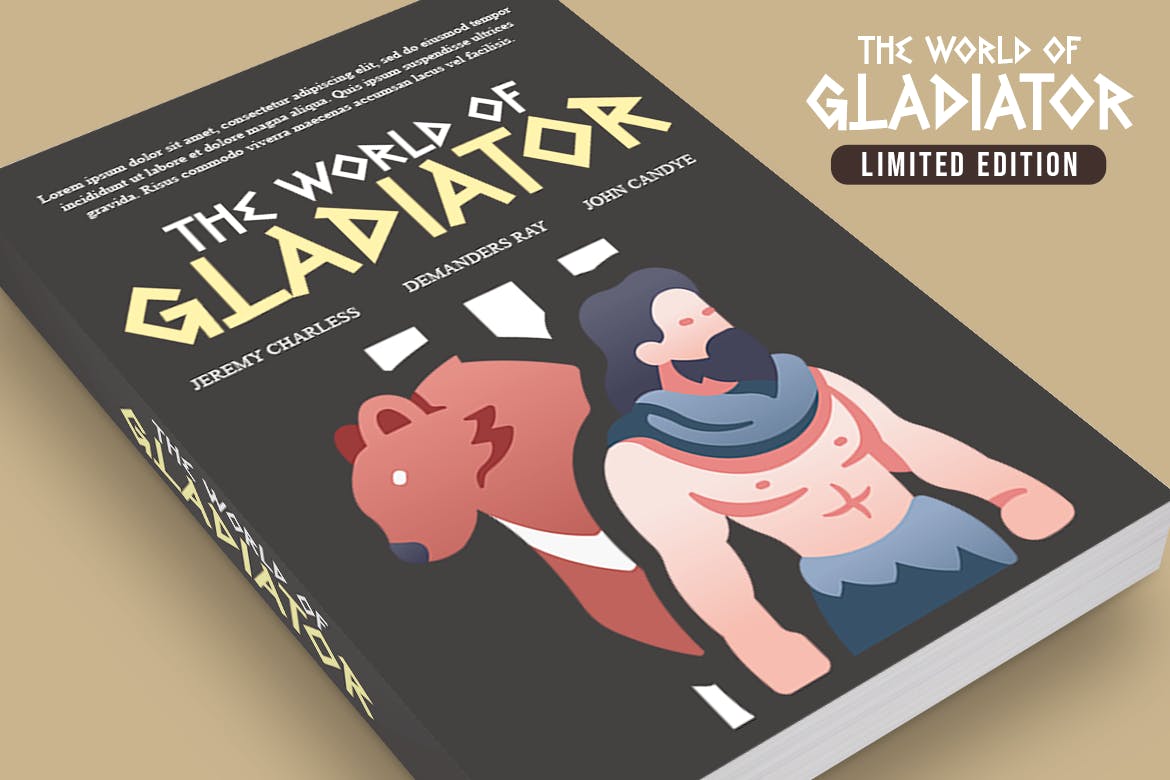 Lorem ipsum dolor sit amet, consectetur adipiscing elit, sed do eiusmod tempor
incididunt ut labore et dolore magna aliqua. Quis ipsum suspendisse ultrices
gravida. Risus commodo viverra maecenas accumsan lacus vel facilisis.
THE WORLD OF
GLADIATOR
JEREMY CHARLESS DEMANDERS RAY JOHN CANDYE
THE WORLD OF
GLADIATOR
THE WORLD OF
GLADIATOR
LIMITED EDITION